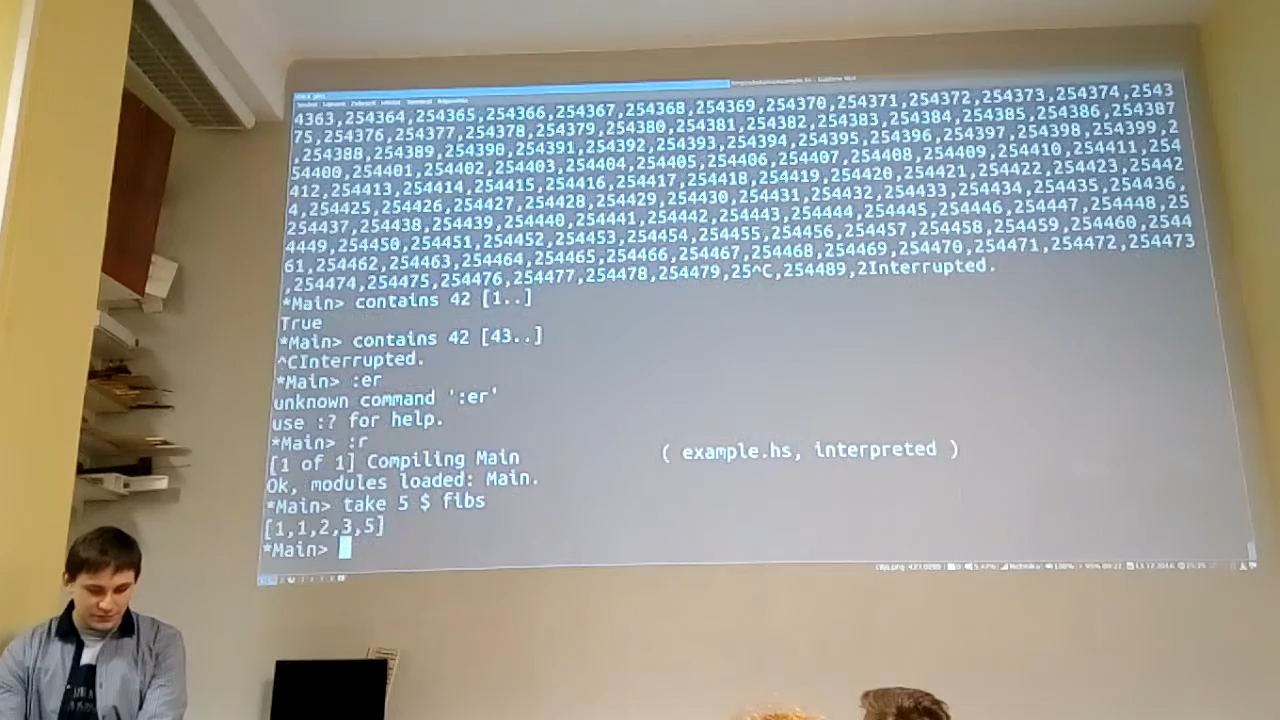 4363,254364,254365,254366,254367,254368,254369,254370,254371,254372,254373,254374,2543
75,254376,254377,254378,254379,254380,254381,254382,254383,254384,254385,254386,254387
,254388,254389,254390,254391,254392,254393,254394,254395,254396,254397,254398,254399,2
54400,254401,254402,254403,254404,254405,254406,254407,254408,254409,254410,254411,254
412,254413,254414,254415,254416,254417,254418,254419,254420,254421,254422,254423,25442
4,254425,254426,254427,254428,254429,254430,254431,254432,254433,254434,254435,254436,
254437,254438,254439,254440,254441,254442,254443,254444,254445,254446,254447,254448,25
4449,254450,254451,254452,254453,254454,254455,254456,254457,254458,254459,254460,2544
61,254462,254463,254464,254465,254466,254467,254468,254469,254470,254471,254472,254473
,254474,254475,254476,254477,254478,254479,25^C,254489,2Interrupted.
*Main> contains 42 [1..]
True
*Main> contains 42 [43..]
^CInterrupted.
*Main> :er
unknown command ':er'
use :? for help.
*Main> :r
[1 of 1] Compiling Main ( example.hs, interpreted )
Ok, modules loaded: Main.
*Main> take 5 $ fibs
[1,1,2,3,5]
*Main>